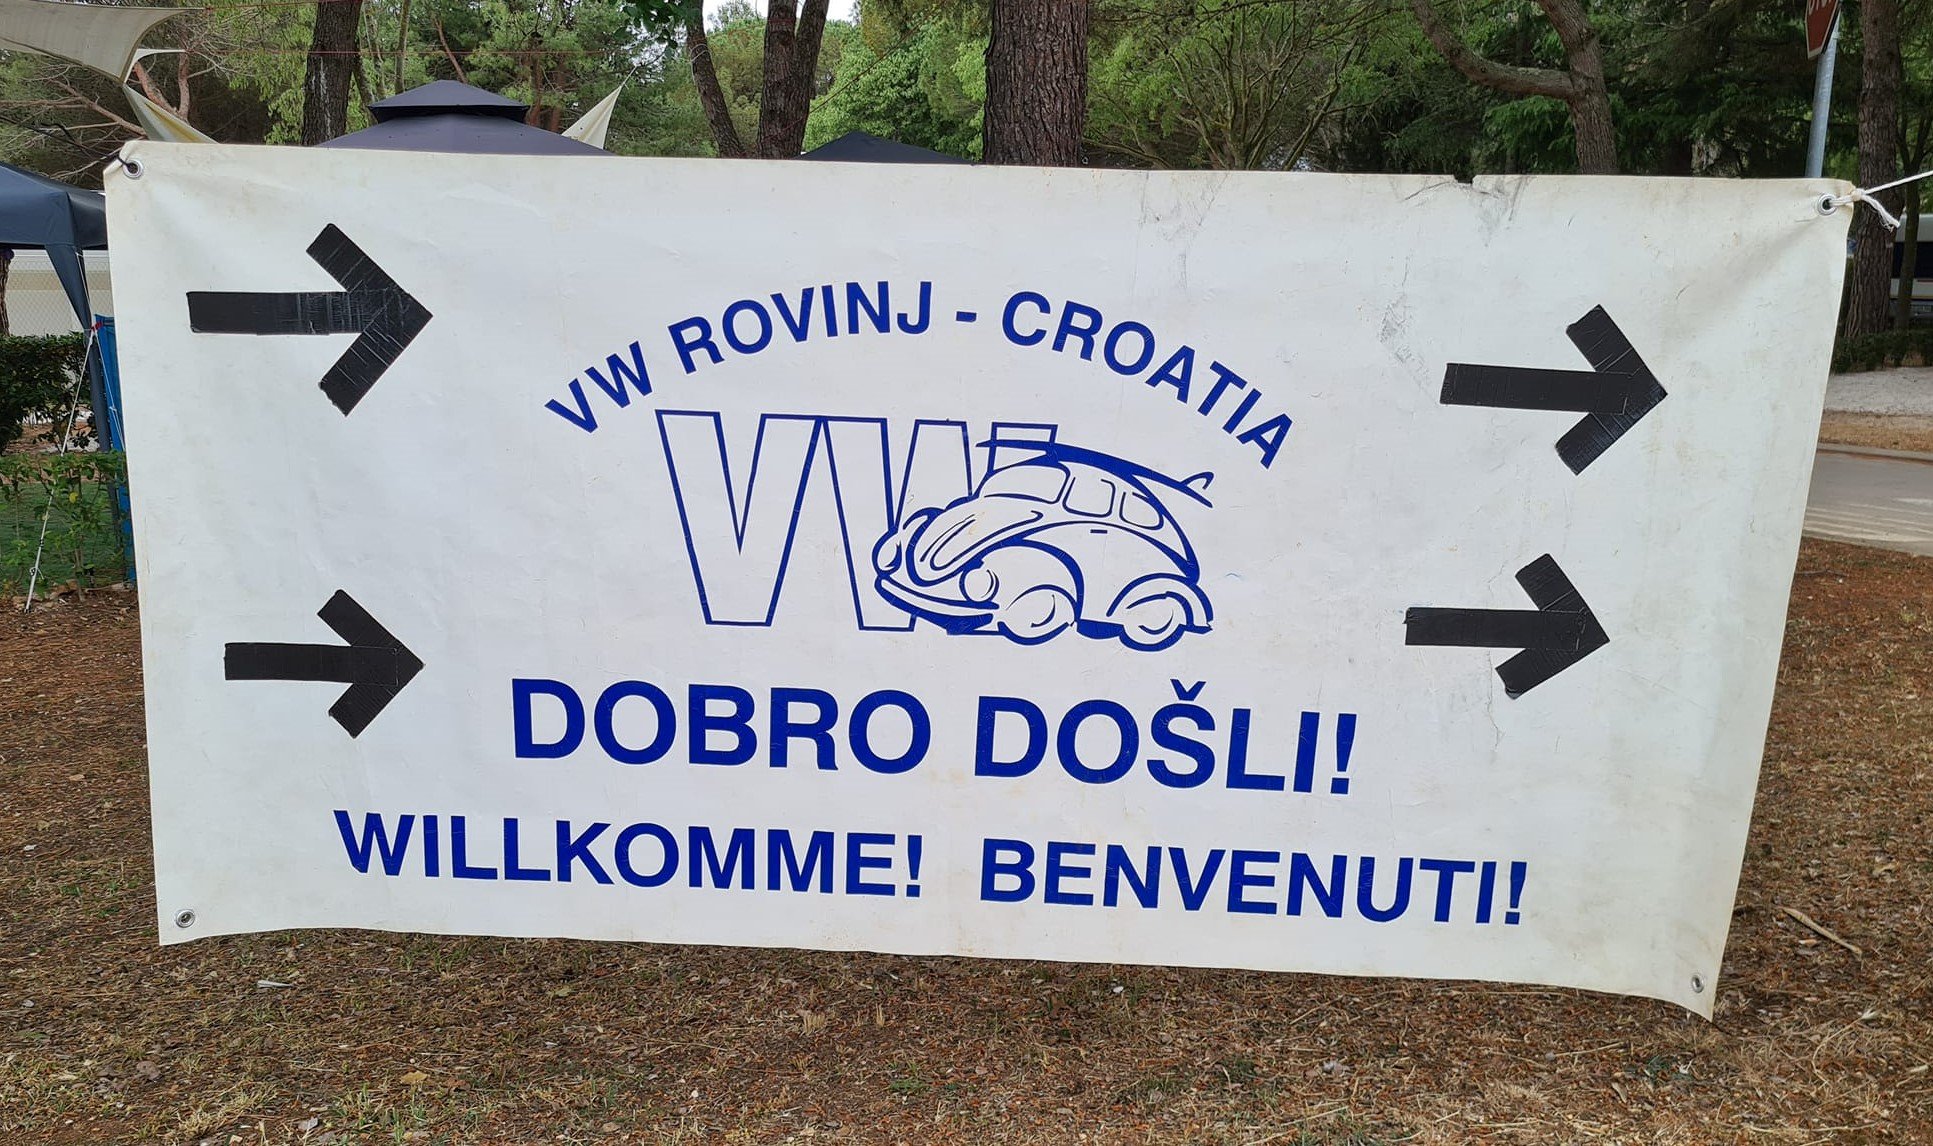 VW ROVINJ - CROATIA
VW
DOBRO DOŠLI!
WILLKOMME! BENVENUTI!